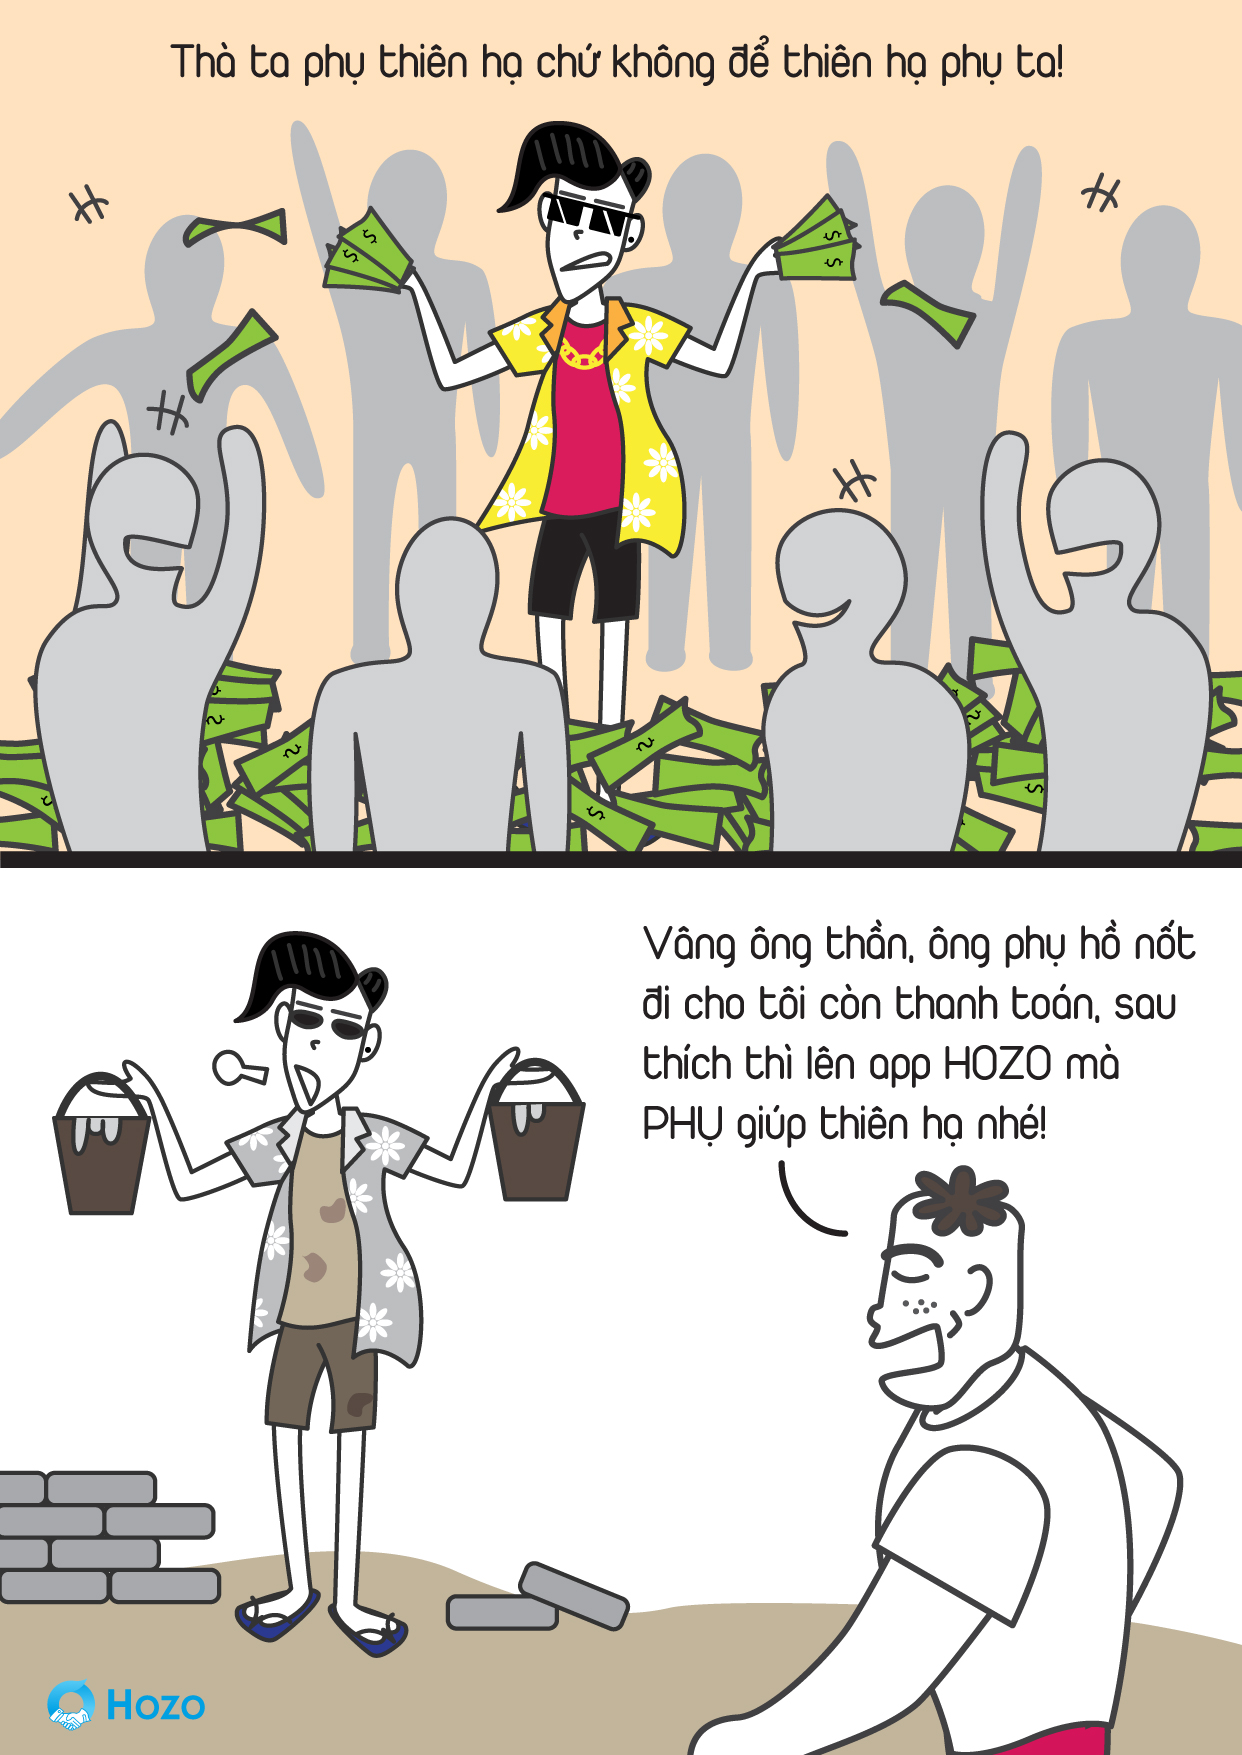 Thà ta phụ thiên hạ chứ không để thiên hạ phụ ta!
Vâng ông thần, ông phụ hồ nốt
đi cho tôi còn thanh toán, sau
thích thì lên app HOZO mà
PHỤ giúp thiên hạ nhé!
Hozo